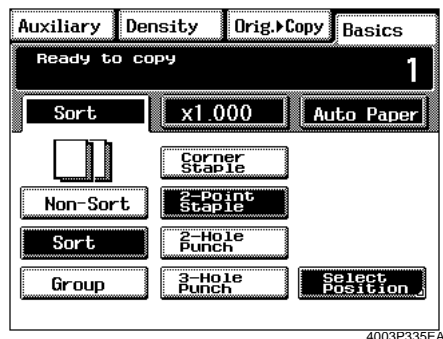 Auxiliary Density Orig.▶Copy Basics
Ready to copy
1
Sort x1.000 Auto Paper
Corner
Staple
Non-Sort 2-Point
Staple
Sort 2-Hole
Punch
Group 3-Hole
Punch
Select
Position
4003P335EA